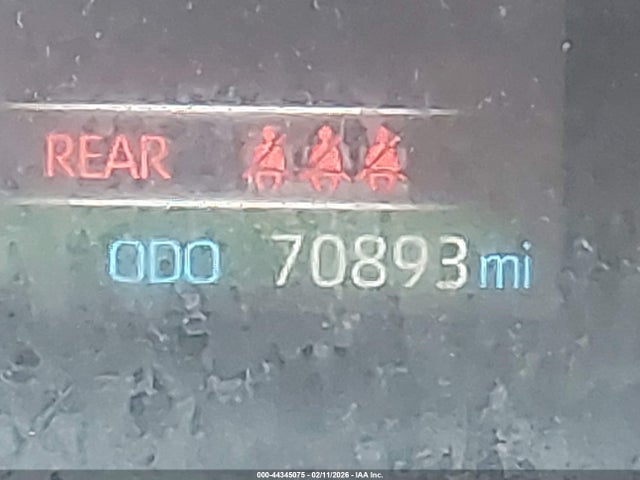 REAR
ODO 70893 mi
000-44345075 - 02/11/2026 - IAA Inc.